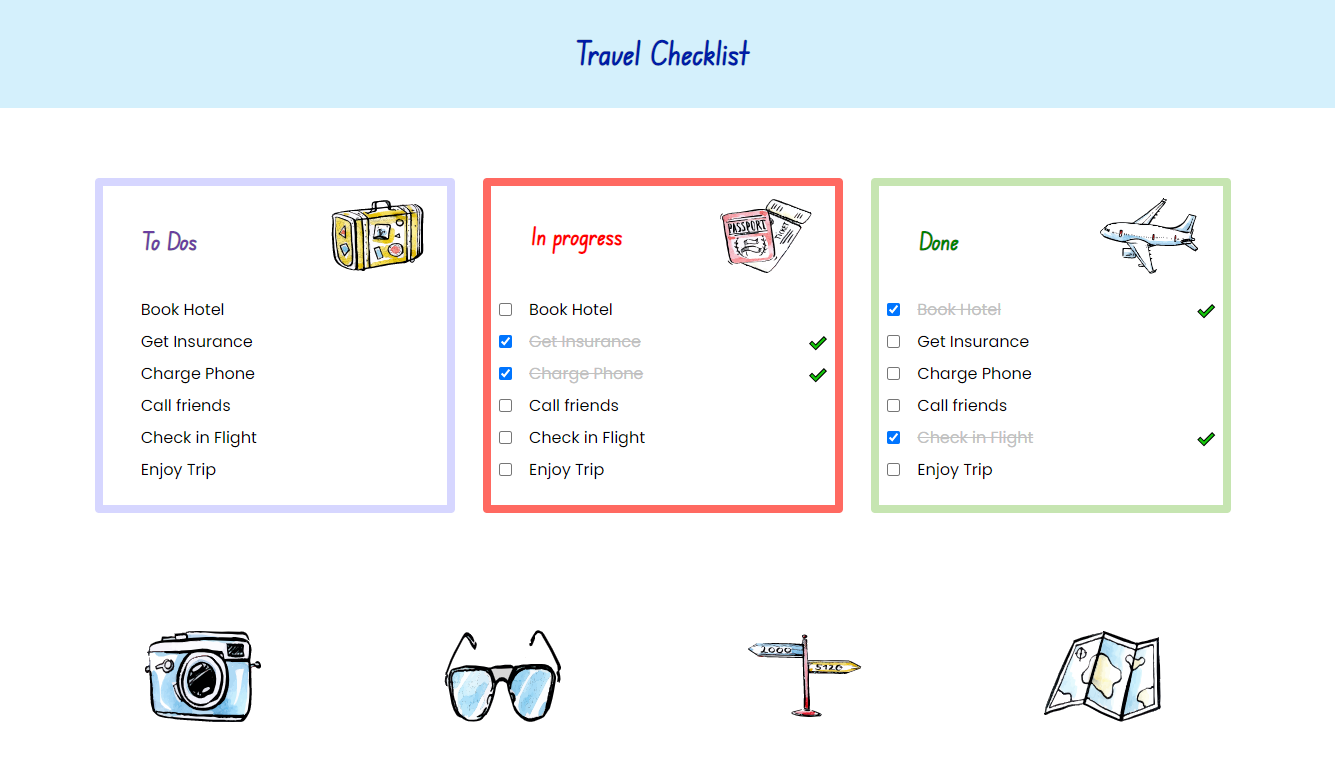 Travel Checklist
To Dos
Book Hotel
Get Insurance
Charge Phone
Call friends
Check in Flight
Enjoy Trip
In progress
PASSPORT
Ticket
Book Hotel
Get Insurance
Charge Phone
Call friends
Check in Flight
Enjoy Trip
Done
Book Hotel
Get Insurance
Charge Phone
Call friends
Check in Flight
Enjoy Trip
2000
5126